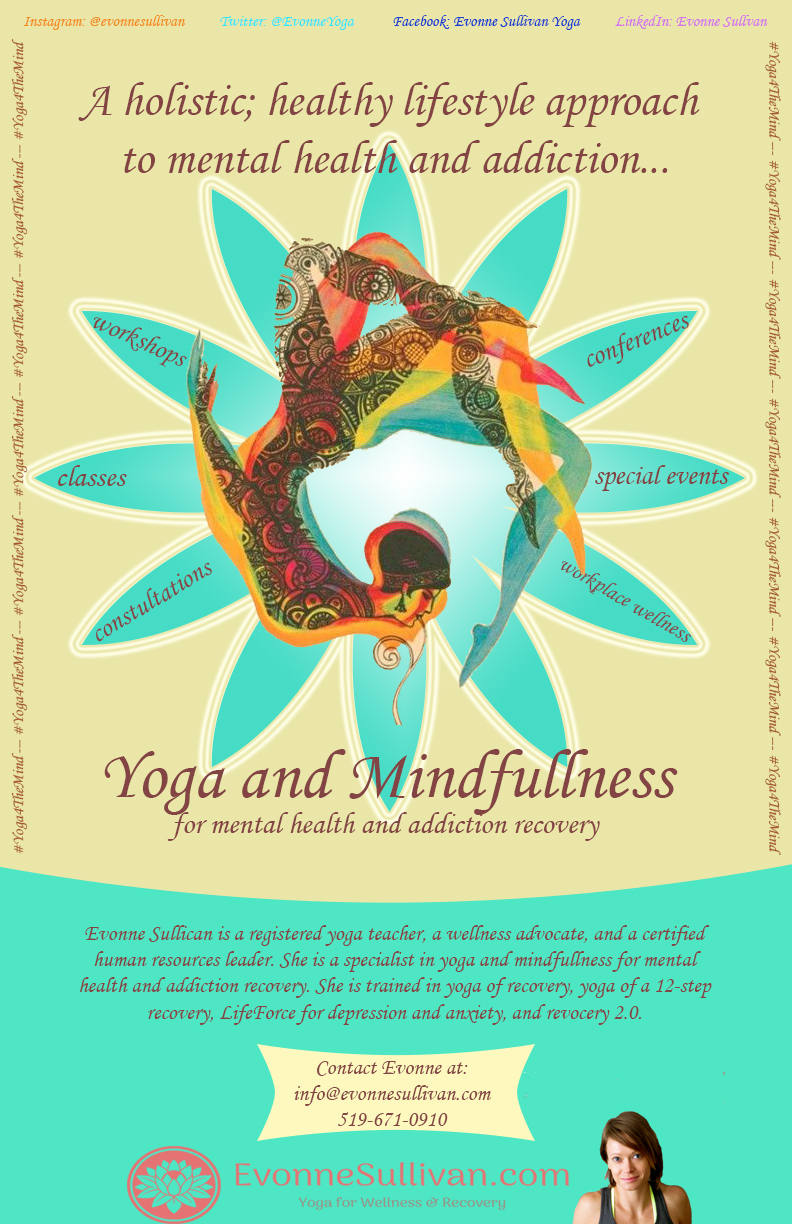 Instagram: @evonnesullivan Twitter: @EvonneYoga Facebook: Evonne Sullivan Yoga LinkedIn: Evonne Sullvan
#Yoga4TheMind --- #Yoga4TheMind --- #Yoga4TheMind --- #Yoga4TheMind --- #Yoga4TheMind --- #Yoga4TheMind --- #Yoga4TheMind
A holistic; healthy lifestyle approach
to mental health and addiction...
workshops
conferences
classes
special events
constultations
workplace wellness
Yoga and Mindfullness
for mental health and addiction recovery
#Yoga4TheMind --- #Yoga4TheMind --- #Yoga4TheMind --- #Yoga4TheMind --- #Yoga4TheMind --- #Yoga4TheMind --- #Yoga4TheMind
Evonne Sullican is a registered yoga teacher, a wellness advocate, and a certified
human resources leader. She is a specialist in yoga and mindfullness for mental
health and addiction recovery. She is trained in yoga of recovery, yoga of a 12-step
recovery, LifeForce for depression and anxiety, and revocery 2.0.
Contact Evonne at:
info@evonnesullivan.com
519-671-0910
EvonneSullivan.com
Yoga for Wellness & Recovery